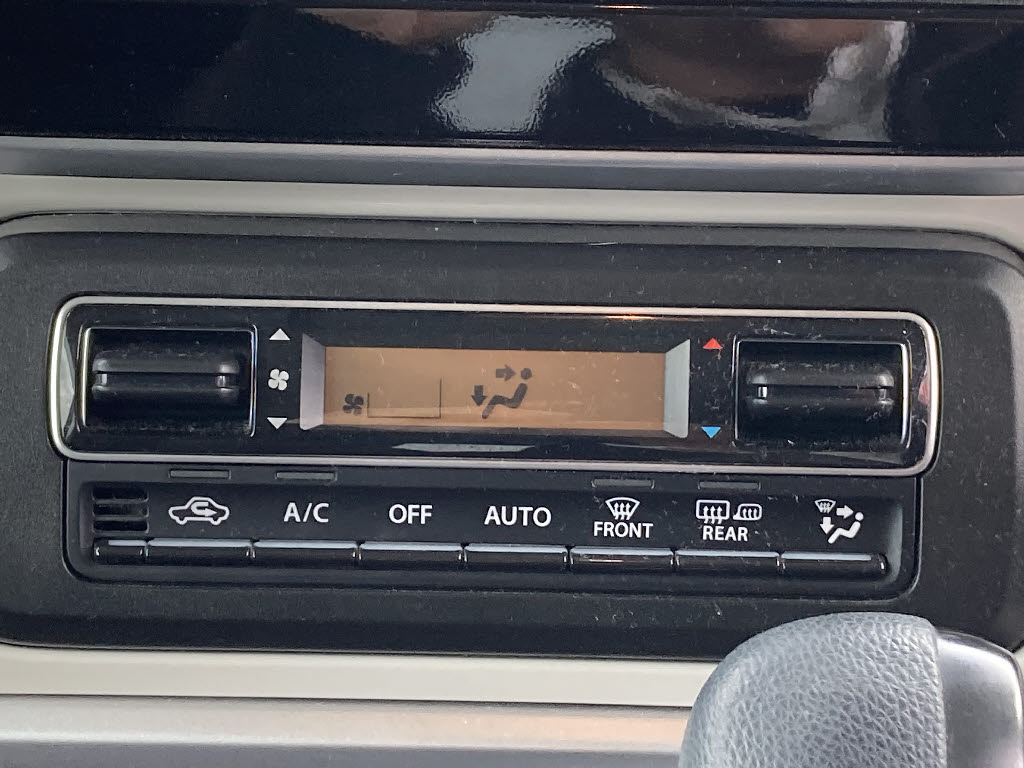 A/C
OFF
AUTO
FRONT
REAR